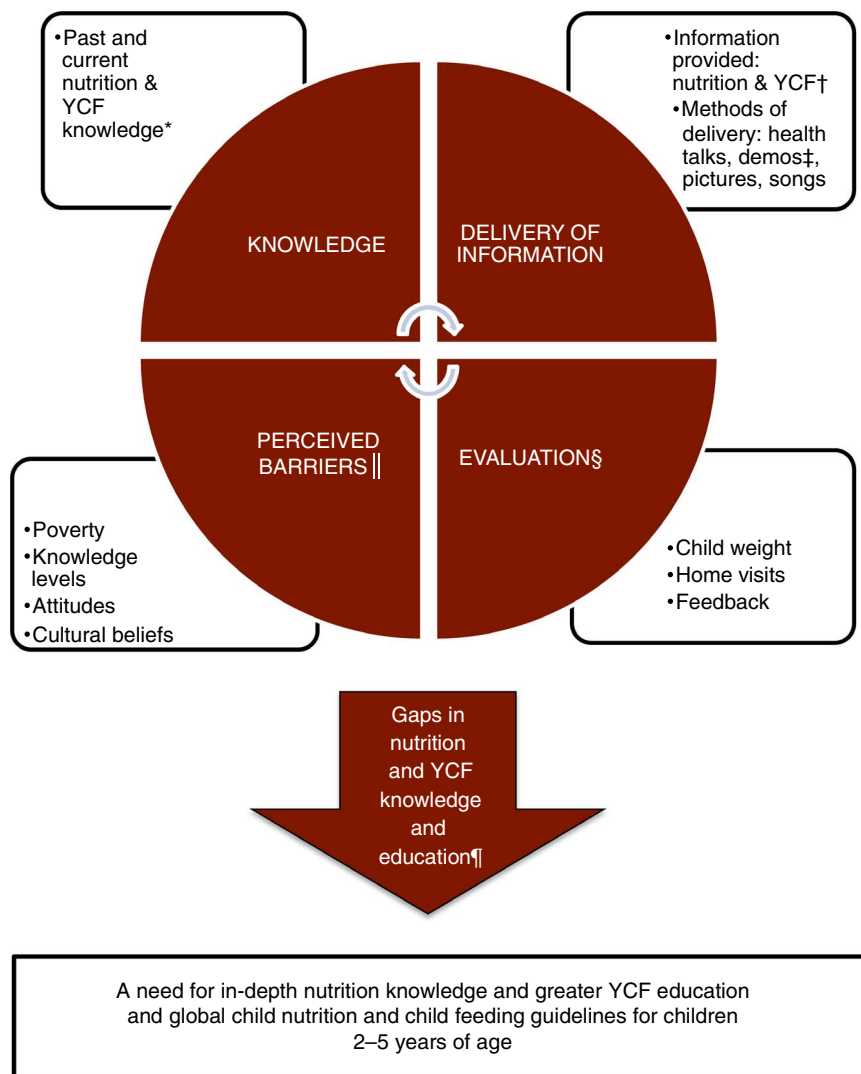 •Past and
current
nutrition &
YCF
knowledge*
•Information
provided:
nutrition & YCF†
•Methods of
delivery: health
talks, demos‡,
pictures, songs
KNOWLEDGE
DELIVERY OF
INFORMATION
PERCEIVED
BARRIERS||
EVALUATION§
•Poverty
•Knowledge
levels
•Attitudes
•Cultural beliefs
•Child weight
•Home visits
•Feedback
Gaps in
nutrition
and YCF
knowledge
and
education¶
A need for in-depth nutrition knowledge and greater YCF education
and global child nutrition and child feeding guidelines for children
2–5 years of age